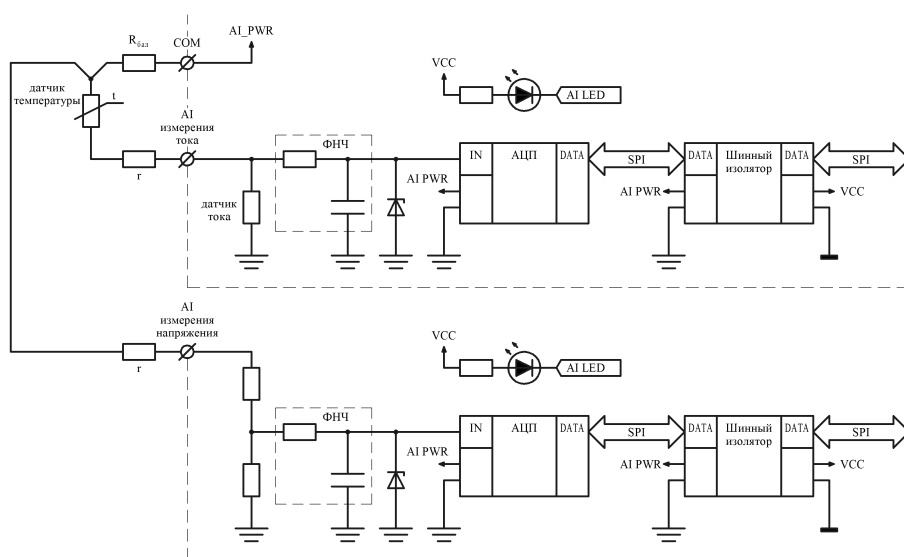 AI_PWR
Rбал
COM
VCC
AI LED
датчик
температуры
t
AI
измерения
тока
r
ФНЧ
датчик
тока
IN
АЦП
DATA
AI PWR
SPI
DATA
Шинный
изолятор
DATA
AI PWR
VCC
SPI
AI
измерения
напряжения
r
VCC
AI LED
ФНЧ
IN
АЦП
DATA
AI PWR
SPI
DATA
Шинный
изолятор
DATA
AI PWR
VCC
SPI